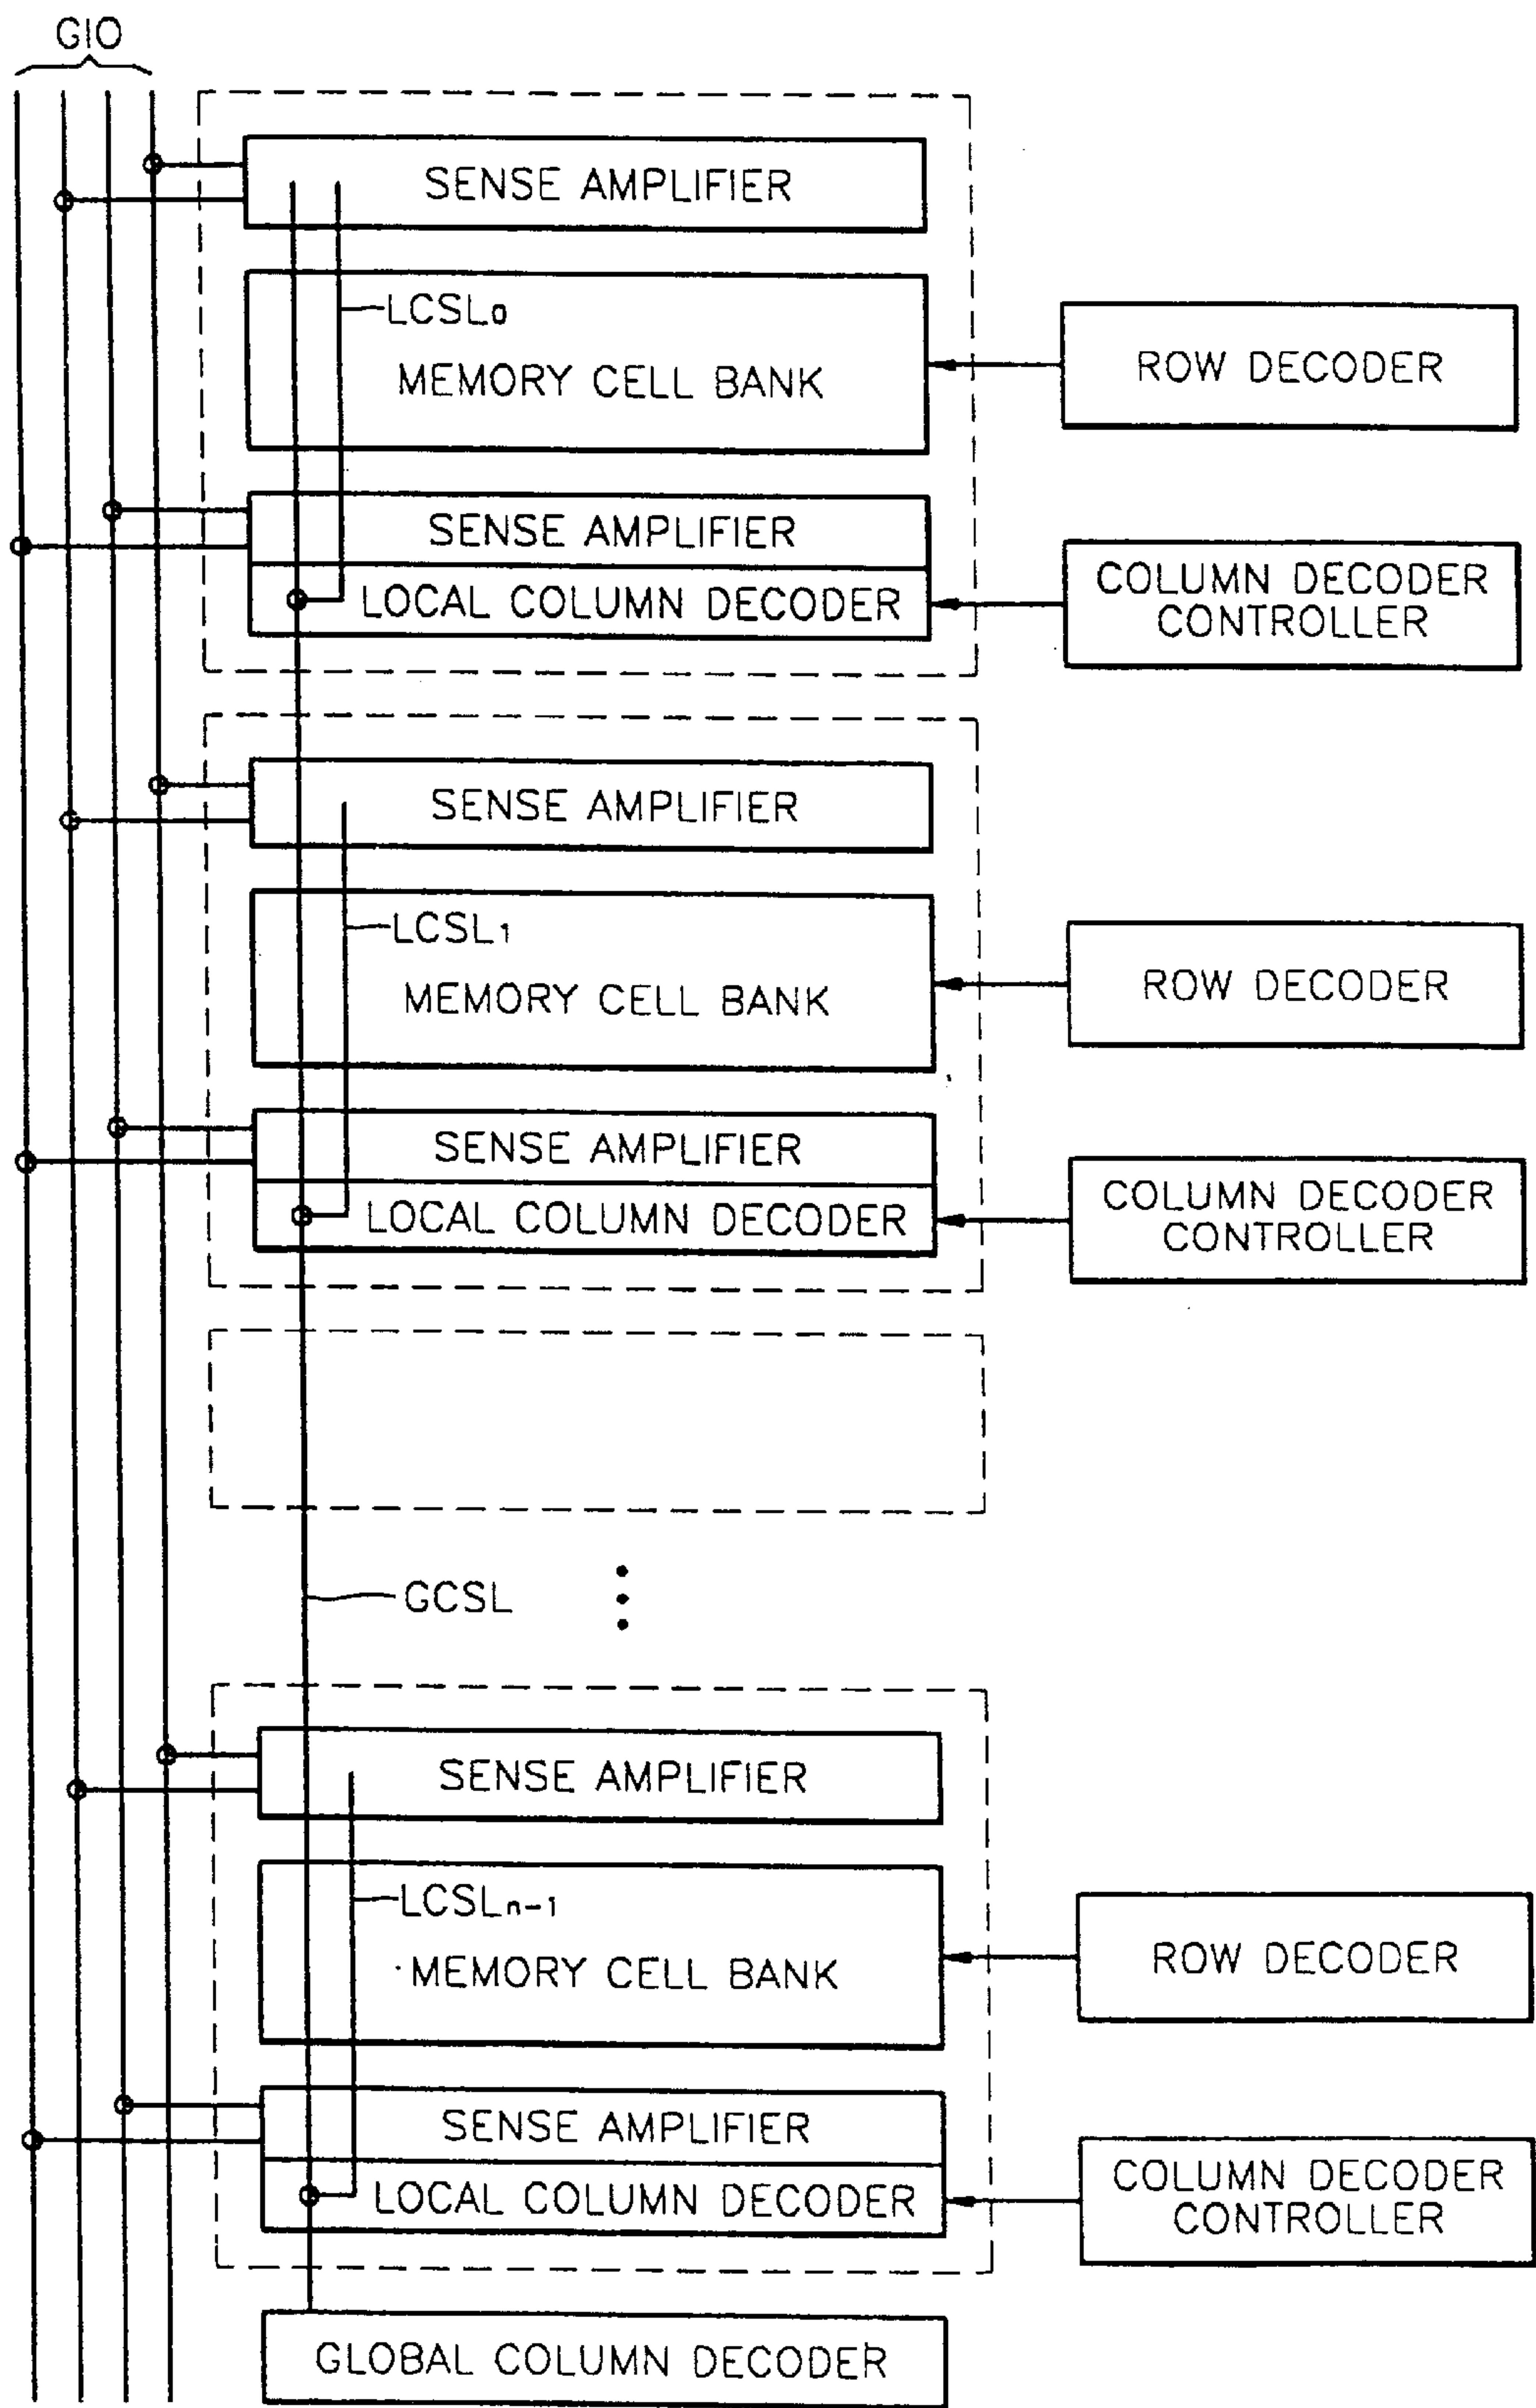 GIO
SENSE AMPLIFIER
LCSL0
MEMORY CELL BANK
ROW DECODER
SENSE AMPLIFIER
LOCAL COLUMN DECODER
COLUMN DECODER
CONTROLLER
SENSE AMPLIFIER
LCSL1
MEMORY CELL BANK
ROW DECODER
SENSE AMPLIFIER
LOCAL COLUMN DECODER
COLUMN DECODER
CONTROLLER
GCSL
SENSE AMPLIFIER
LCSLn-1
MEMORY CELL BANK
ROW DECODER
SENSE AMPLIFIER
LOCAL COLUMN DECODER
COLUMN DECODER
CONTROLLER
GLOBAL COLUMN DECODER